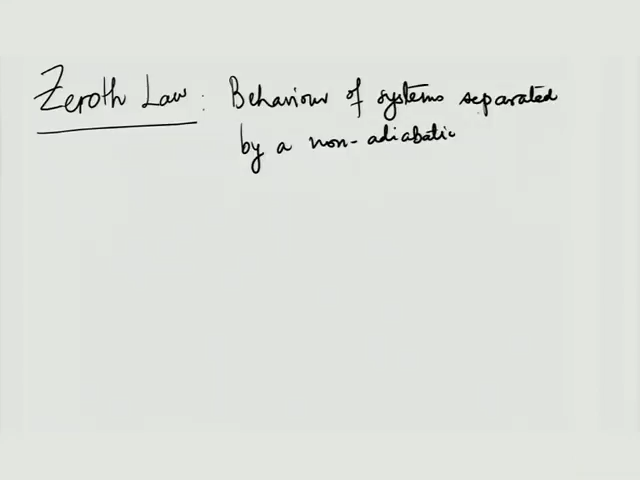 Zeroth Law : Behaviour of systems separated
by a non-adiabatic